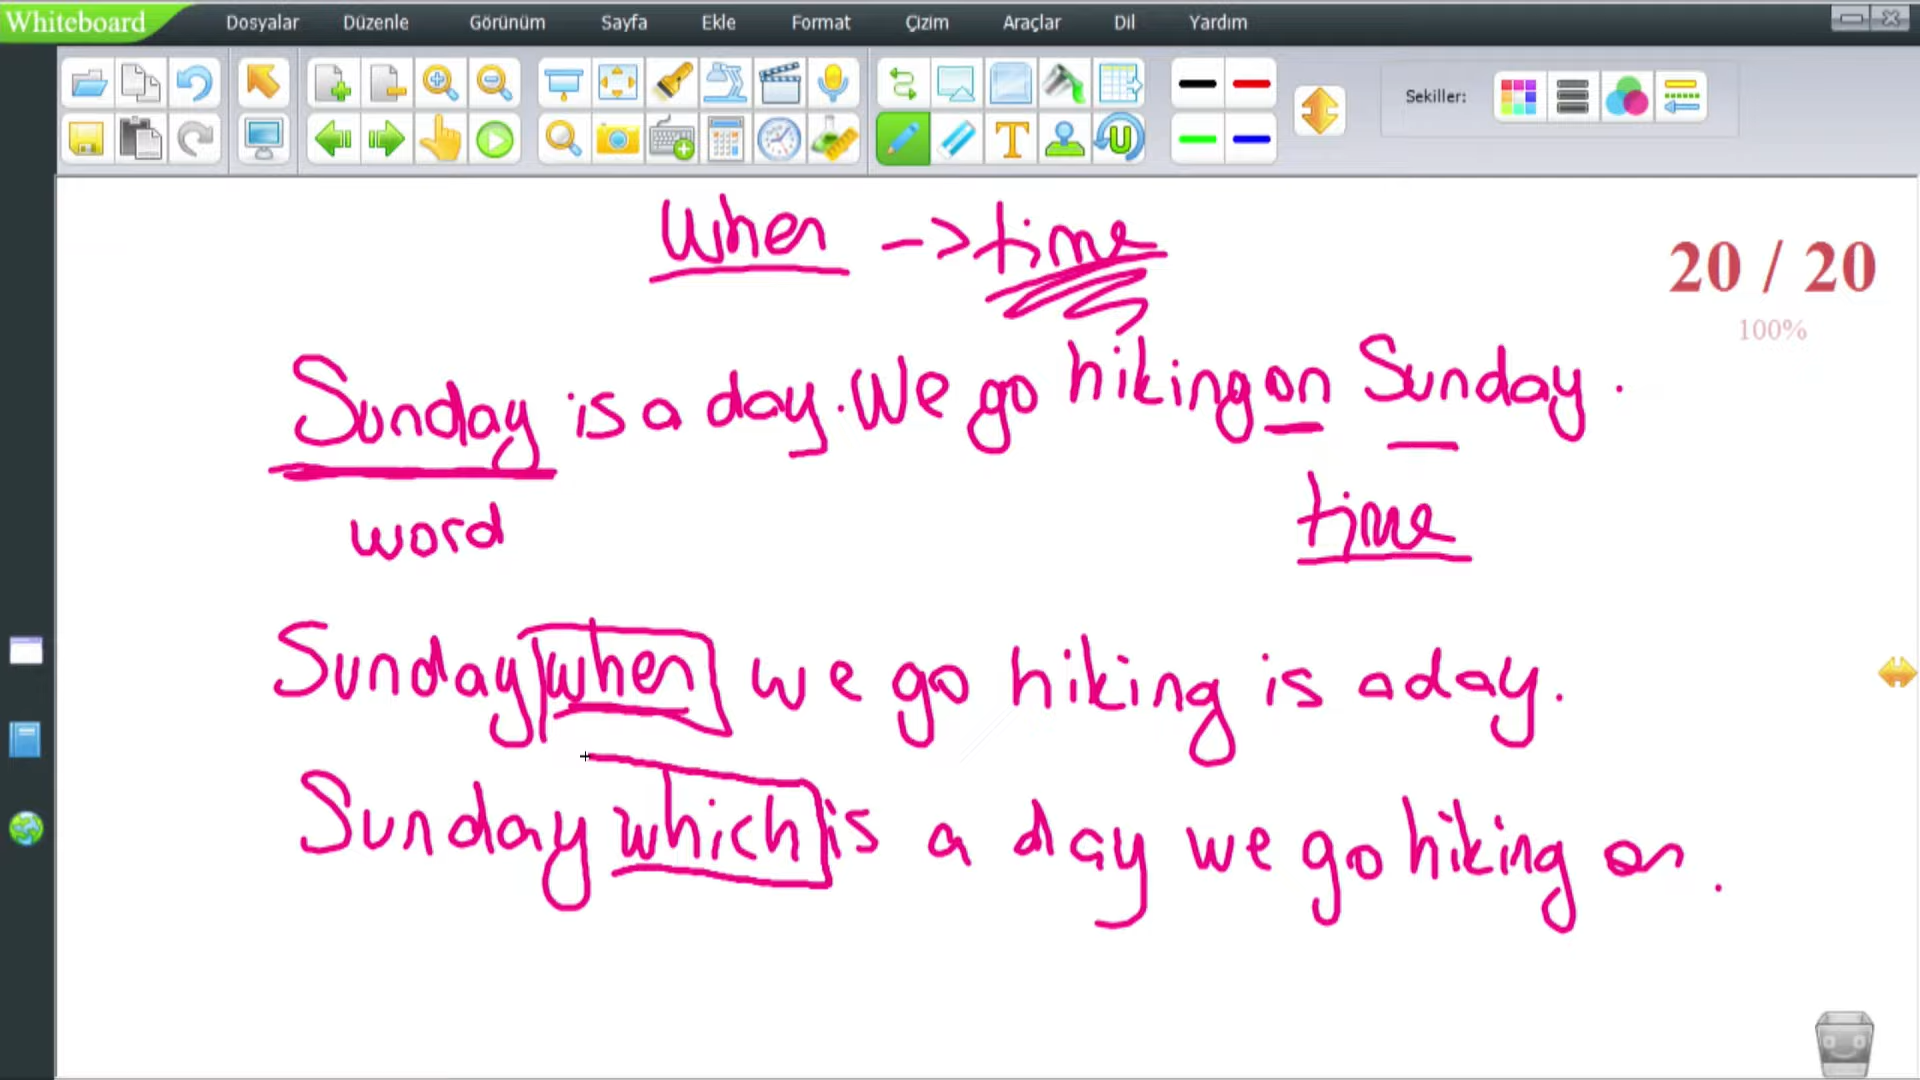 Whiteboard Dosyalar Düzenle Görünüm Sayfa Ekle Format Çizim Araçlar Dil Yardım
Sekiller:
When -> time
20 / 20
100%
Sunday is a day. We go hiking on Sunday.
word
time
Sunday when we go hiking is a day.
Sunday which is a day we go hiking on.